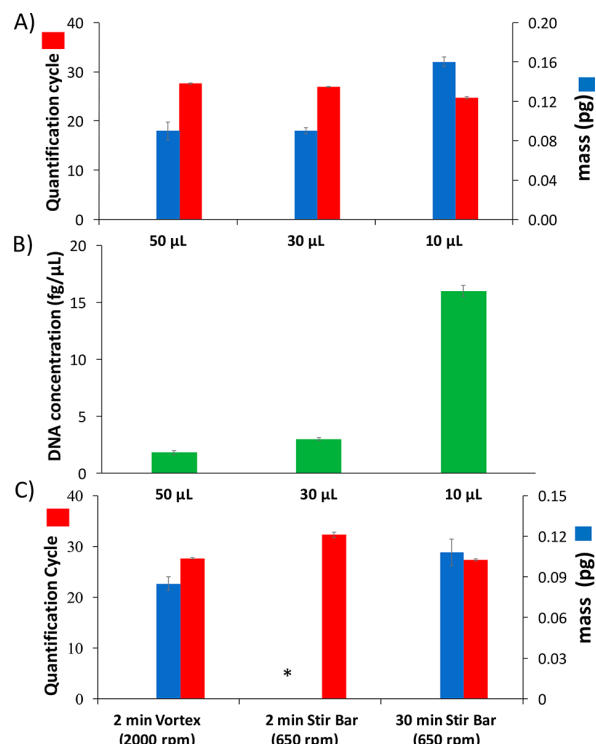 A)
Quantification cycle
40
30
20
10
0
0.20
0.16
0.12
0.08
0.04
0.00
mass (pg)
50 µL 30 µL 10 µL
B)
DNA concentration (fg/µL)
20
15
10
5
0
50 µL 30 µL 10 µL
C)
Quantification Cycle
40
30
20
10
0
*
0.15
0.12
0.09
0.06
0.03
0
mass (pg)
2 min Vortex 2 min Stir Bar 30 min Stir Bar
(2000 rpm) (650 rpm) (650 rpm)